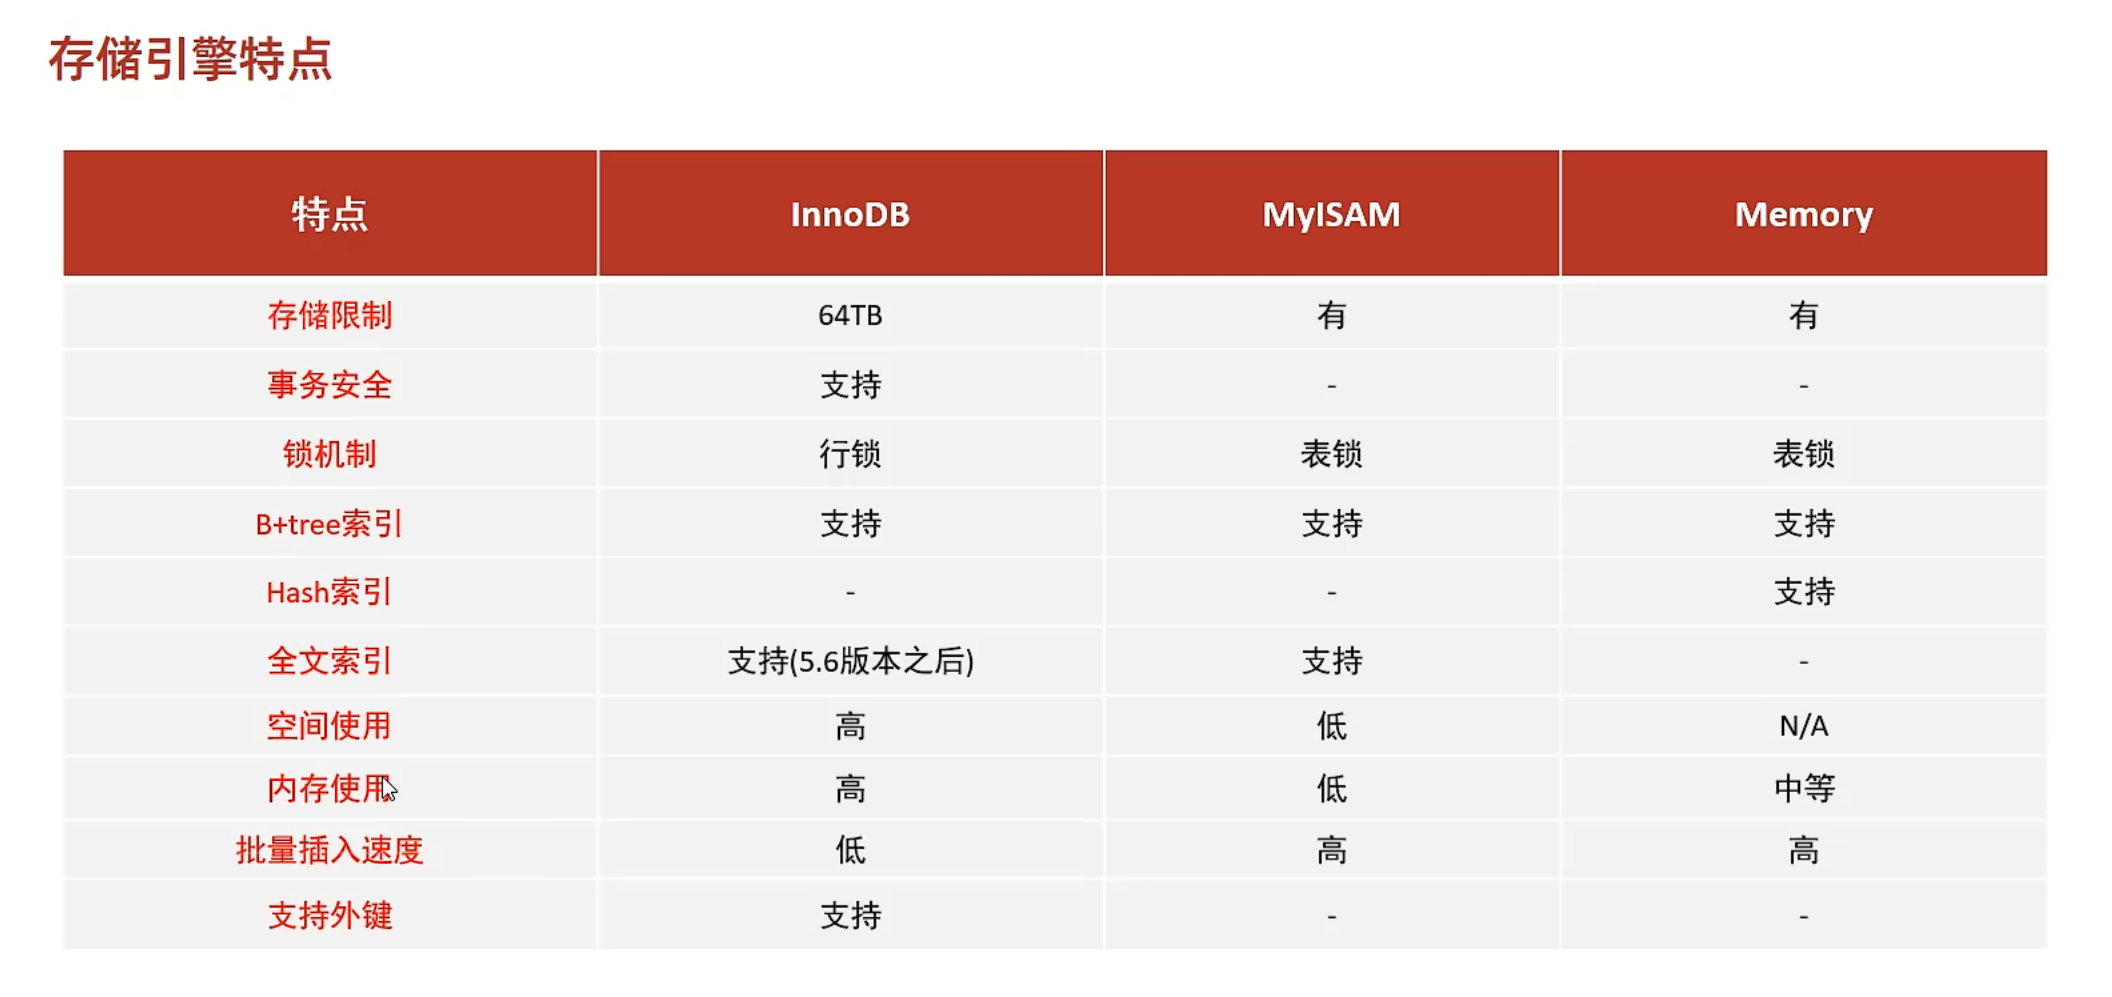 存储引擎特点
特点 InnoDB MyISAM Memory
存储限制 64TB 有 有
事务安全 支持 - -
锁机制 行锁 表锁 表锁
B+tree索引 支持 支持 支持
Hash索引 - - 支持
全文索引 支持(5.6版本之后) 支持 -
空间使用 高 低 N/A
内存使用 高 低 中等
批量插入速度 低 高 高
支持外键 支持 - -